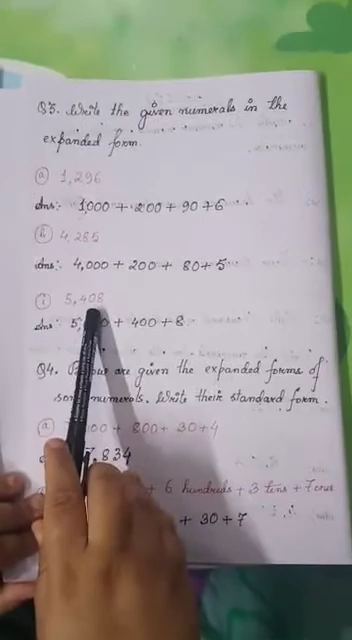 Q3. Write the given numerals in the
expanded form.
(a) 1,296
Ans:- 1,000 + 200 + 90 + 6
(b) 4,285
Ans:- 4,000 + 200 + 80 + 5
5,408
Ans:- 5, + 400 + 8
Q4. are given the expanded forms of
numerals. Write their standard form.
(a) + 800 + 30 + 4
7,834
+ 6 hundreds + 3 tens + 7 ones
+ 30 + 7